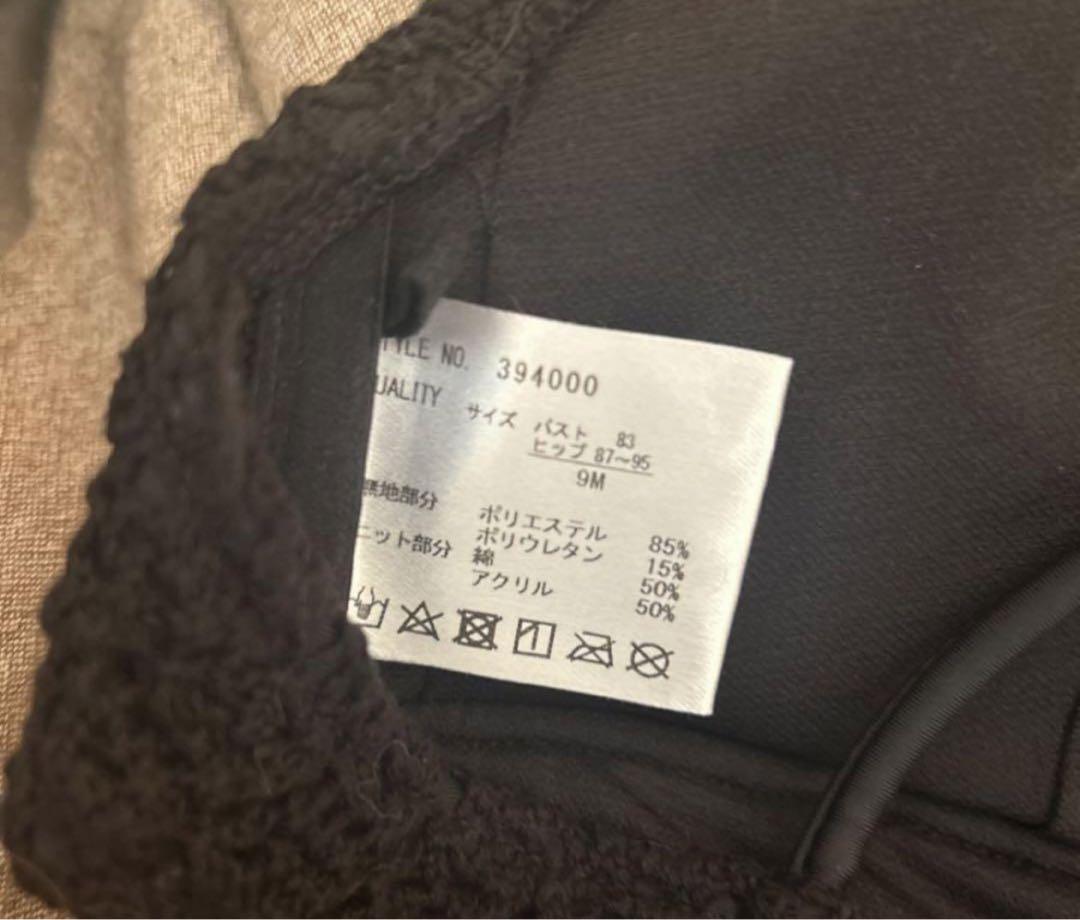 TYLE NO. 394000
UALITY サイズ バスト 83
ヒップ 87〜95
9M
無地部分 ポリエステル 85%
ポリウレタン 15%
ニット部分 綿 50%
アクリル 50%